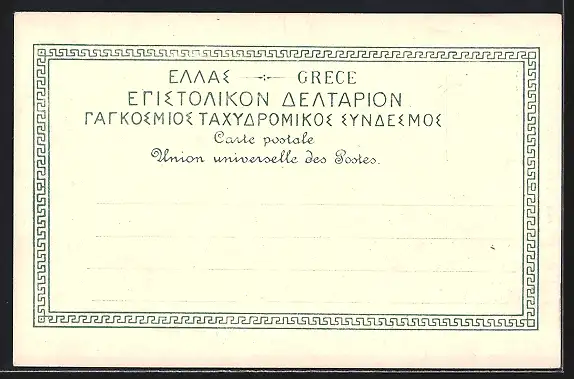 ΕΛΛΑΣ —·:·— GRECE
ΕΠΙΣΤΟΛΙΚΟΝ ΔΕΛΤΑΡΙΟΝ
ΠΑΓΚΟΣΜΙΟΣ ΤΑΧΥΔΡΟΜΙΚΟΣ ΣΥΝΔΕΣΜΟΣ
Carte postale
Union universelle des Postes.